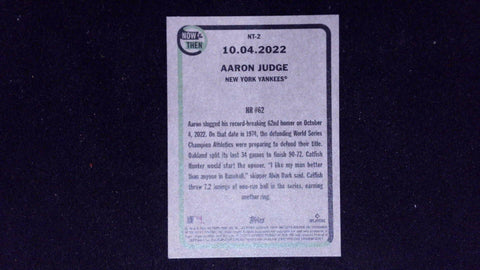 NOW &
THEN
NT-2
10.04.2022
AARON JUDGE
NEW YORK YANKEES®
HR #62
Aaron slugged his record-breaking 62nd homer on October
4, 2022. On that date in 1974, the defending World Series
Champion Athletics were preparing to defend their title.
Oakland split its last 34 games to finish 90-72. Catfish
Hunter would start the opener. "I like my man better
than anyone in Baseball," skipper Alvin Dark said. Catfish
threw 7.2 innings of one-run ball in the series, earning
another ring.
Topps